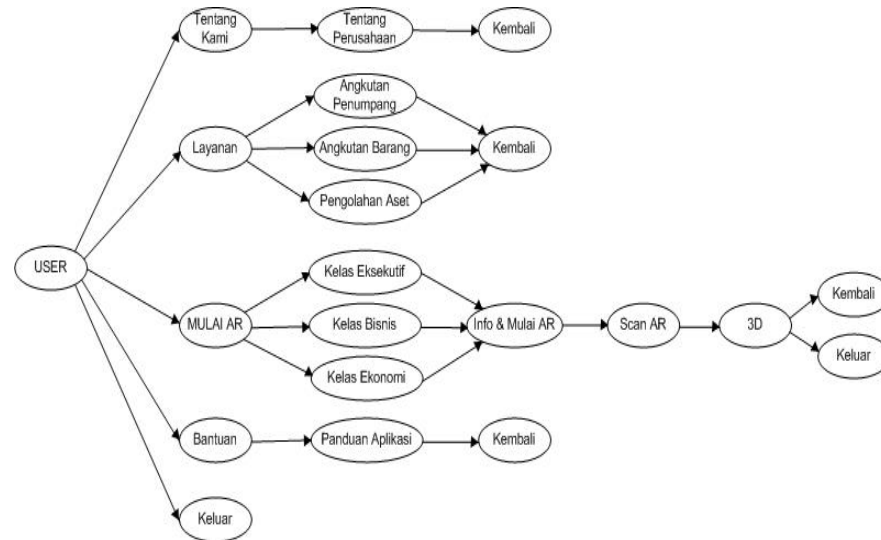 Tentang
Kami
Tentang
Perusahaan
Kembali
Angkutan
Penumpang
Layanan
Angkutan Barang
Kembali
Pengolahan Aset
USER
Kelas Eksekutif
MULAI AR
Kelas Bisnis
Info & Mulai AR
Scan AR
3D
Kembali
Keluar
Kelas Ekonomi
Bantuan
Panduan Aplikasi
Kembali
Keluar